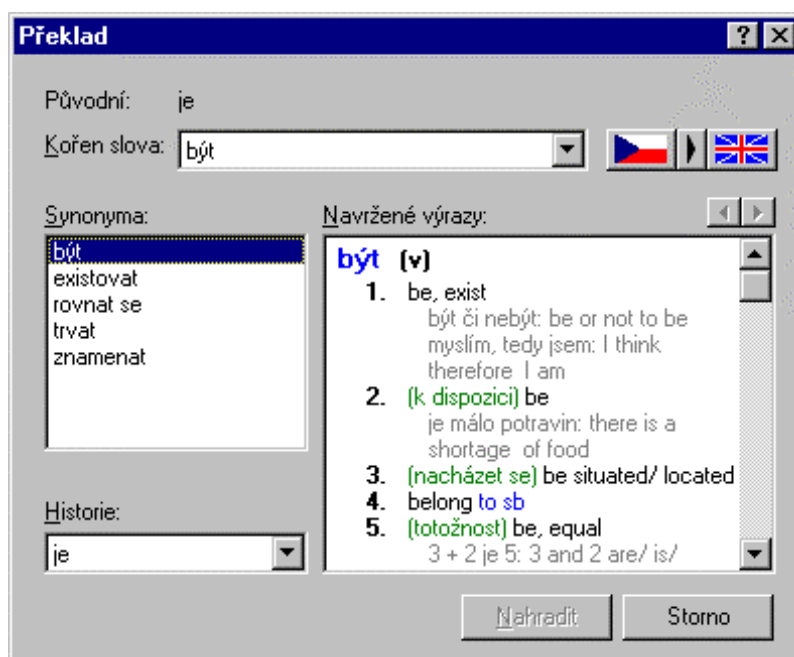 Překlad
Původní: je
Kořen slova: být
Synonyma:
být
existovat
rovnat se
trvat
znamenat
Historie:
je
Navržené výrazy:
být (v)
1. be, exist
být či nebýt: be or not to be
myslím, tedy jsem: I think
therefore I am
2. (k dispozici) be
je málo potravin: there is a
shortage of food
3. (nacházet se) be situated/ located
4. belong to sb
5. (totožnost) be, equal
3 + 2 je 5: 3 and 2 are/ is/
Nahradit
Storno